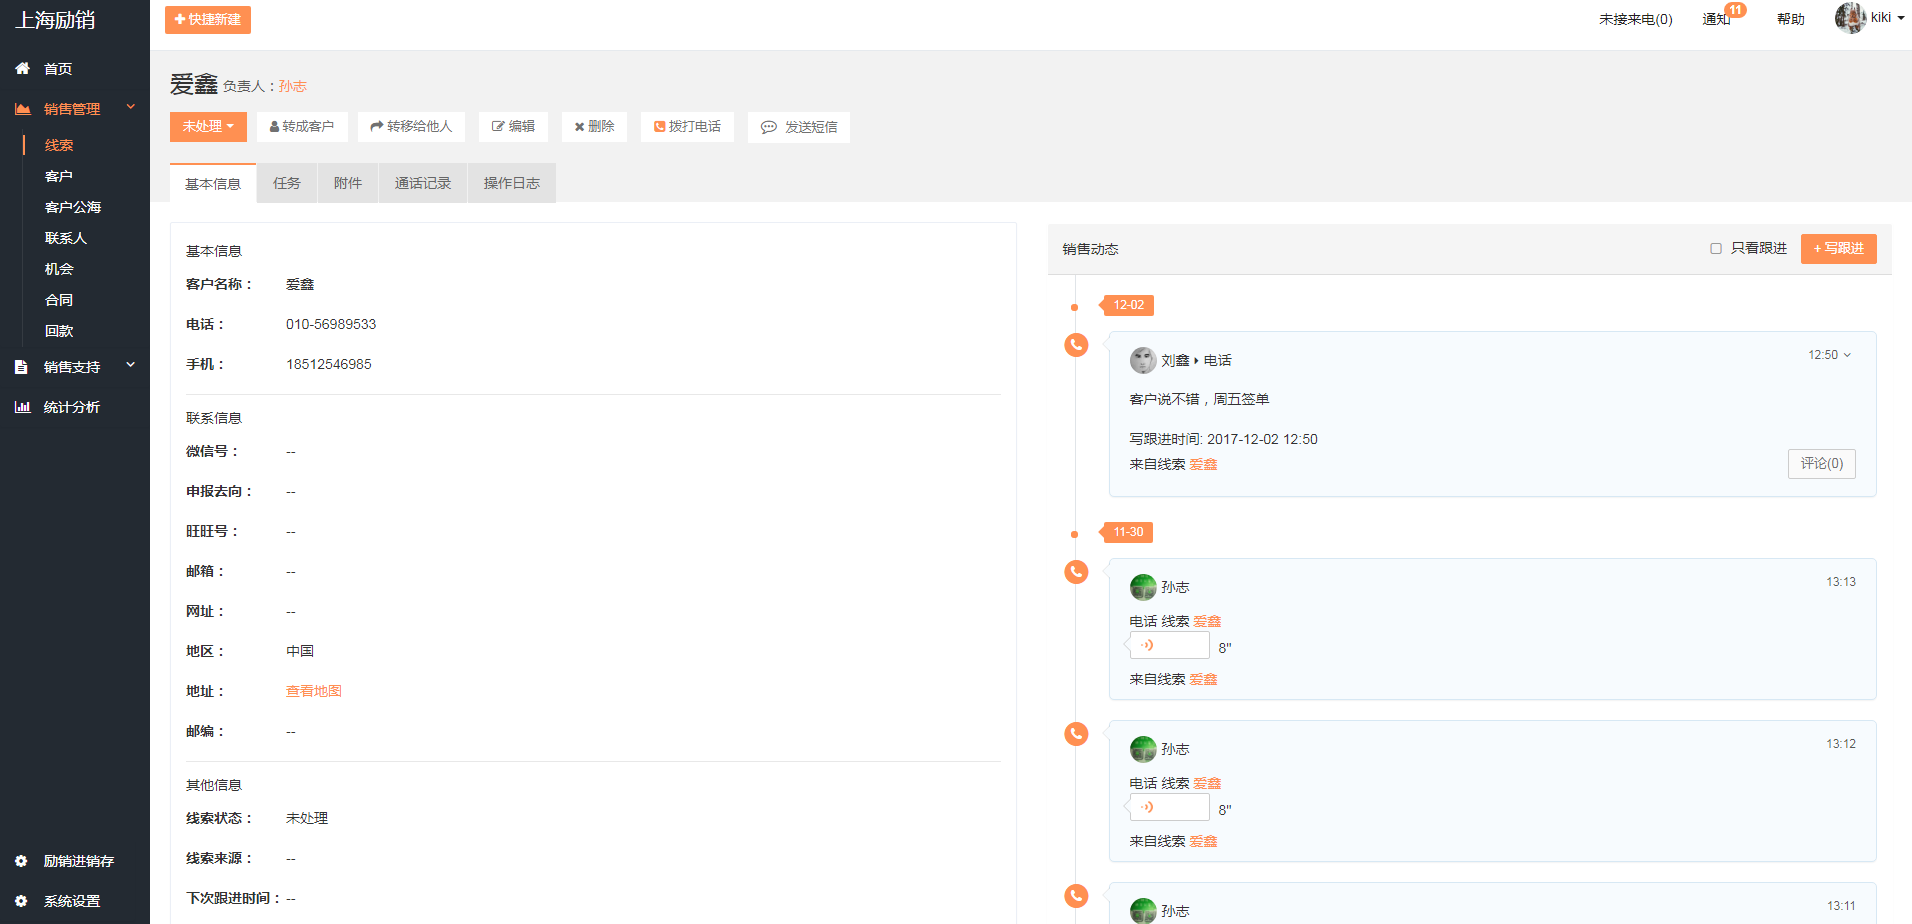 上海励销
快捷新建
未接来电(0)
通知
11
帮助
kiki
首页
销售管理
线索
客户
客户公海
联系人
机会
合同
回款
销售支持
统计分析
励销进销存
系统设置
爱鑫 负责人：孙志
未处理
转成客户
转移给他人
编辑
删除
拨打电话
发送短信
基本信息
任务
附件
通话记录
操作日志
基本信息
客户名称： 爱鑫
电话： 010-56989533
手机： 18512546985
联系信息
微信号： --
申报去向： --
旺旺号： --
邮箱： --
网址： --
地区： 中国
地址： 查看地图
邮编： --
其他信息
线索状态： 未处理
线索来源： --
下次跟进时间： --
销售动态
只看跟进
+ 写跟进
12-02
刘鑫 电话
12:50
客户说不错，周五签单
写跟进时间: 2017-12-02 12:50
来自线索 爱鑫
评论(0)
11-30
孙志
13:13
电话 线索 爱鑫
8"
来自线索 爱鑫
孙志
13:12
电话 线索 爱鑫
8"
来自线索 爱鑫
孙志
13:11